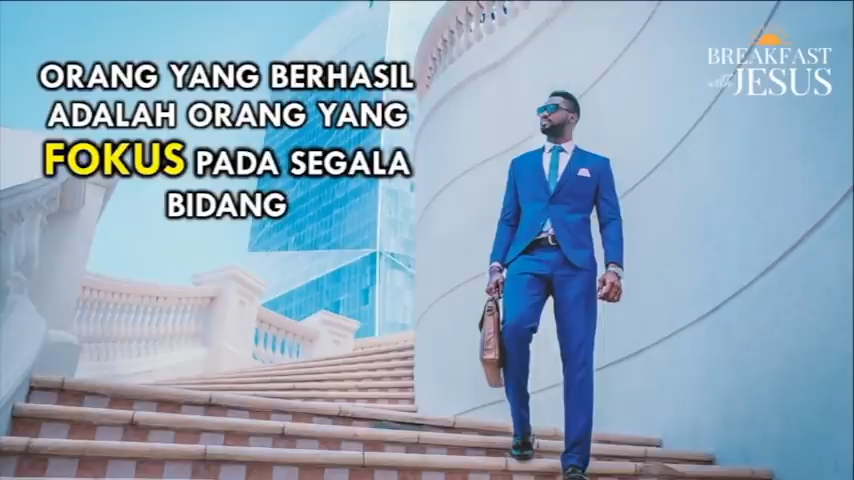 ORANG YANG BERHASIL
ADALAH ORANG YANG
FOKUS PADA SEGALA
BIDANG
BREAKFAST
with JESUS